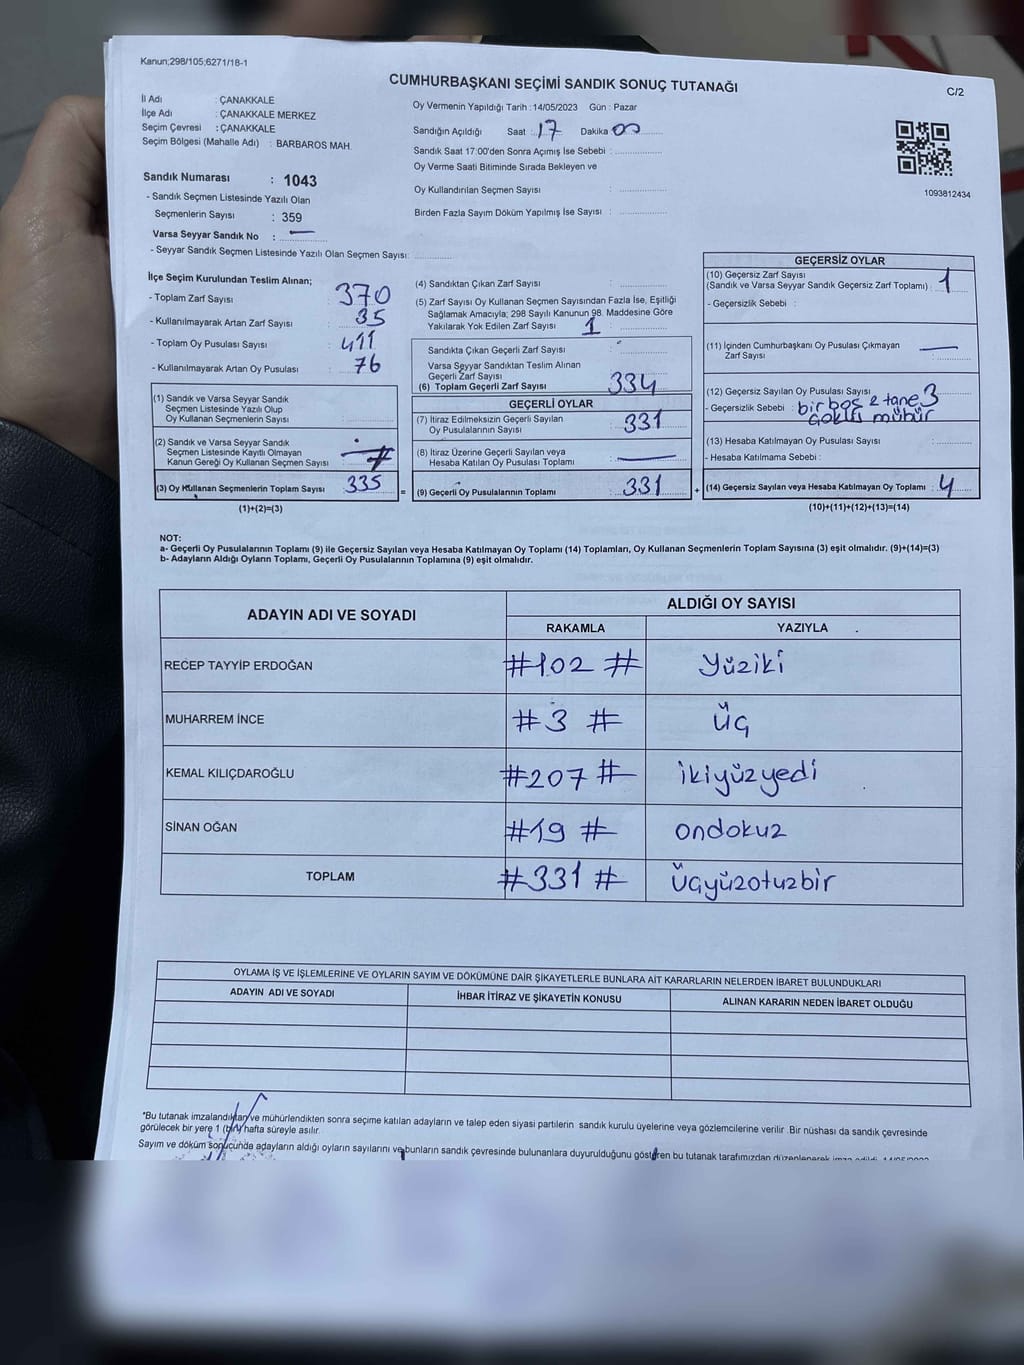 Kanun;298/105;6271/18-1
CUMHURBAŞKANI SEÇİMİ SANDIK SONUÇ TUTANAĞI
C/2
İl Adı : ÇANAKKALE
İlçe Adı : ÇANAKKALE MERKEZ
Seçim Çevresi : ÇANAKKALE
Seçim Bölgesi (Mahalle Adı) : BARBAROS MAH.
Sandık Numarası : 1043
- Sandık Seçmen Listesinde Yazılı Olan
Seçmenlerin Sayısı : 359
Varsa Seyyar Sandık No : —
- Seyyar Sandık Seçmen Listesinde Yazılı Olan Seçmen Sayısı:
Oy Vermenin Yapıldığı Tarih : 14/05/2023 Gün : Pazar
Sandığın Açıldığı Saat : 17 Dakika 00
Sandık Saat 17:00'den Sonra Açımış İse Sebebi :
Oy Verme Saati Bitiminde Sırada Bekleyen ve
Oy Kullandırılan Seçmen Sayısı :
Birden Fazla Sayım Döküm Yapılmış İse Sayısı :
1093812434
İlçe Seçim Kurulundan Teslim Alınan;
- Toplam Zarf Sayısı : 370
- Kullanılmayarak Artan Zarf Sayısı : 35
- Toplam Oy Pusulası Sayısı : 411
- Kullanılmayarak Artan Oy Pusulası : 76
(1) Sandık ve Varsa Seyyar Sandık
Seçmen Listesinde Yazılı Olup
Oy Kullanan Seçmenlerin Sayısı :
(2) Sandık ve Varsa Seyyar Sandık
Seçmen Listesinde Kayıtlı Olmayan
Kanun Gereği Oy Kullanan Seçmen Sayısı :
(3) Oy Kullanan Seçmenlerin Toplam Sayısı : 335 =
(1)+(2)=(3)
(4) Sandıktan Çıkan Zarf Sayısı :
(5) Zarf Sayısı Oy Kullanan Seçmen Sayısından Fazla İse, Eşitliği
Sağlamak Amacıyla; 298 Sayılı Kanunun 98. Maddesine Göre
Yakılarak Yok Edilen Zarf Sayısı : 1
Sandıkta Çıkan Geçerli Zarf Sayısı :
Varsa Seyyar Sandıktan Teslim Alınan
Geçerli Zarf Sayısı :
(6) Toplam Geçerli Zarf Sayısı 334
GEÇERLİ OYLAR
(7) İtiraz Edilmeksizin Geçerli Sayılan
Oy Pusulalarının Sayısı : 331
(8) İtiraz Üzerine Geçerli Sayılan veya
Hesaba Katılan Oy Pusulası Toplamı : —
(9) Geçerli Oy Pusulalarının Toplamı : 331 +
GEÇERSİZ OYLAR
(10) Geçersiz Zarf Sayısı
(Sandık ve Varsa Seyyar Sandık Geçersiz Zarf Toplamı) : 1
- Geçersizlik Sebebi :
(11) İçinden Cumhurbaşkanı Oy Pusulası Çıkmayan
Zarf Sayısı : —
(12) Geçersiz Sayılan Oy Pusulası Sayısı : 3
- Geçersizlik Sebebi : bir boş 2 tane
mühür
(13) Hesaba Katılmayan Oy Pusulası Sayısı :
- Hesaba Katılmama Sebebi :
(14) Geçersiz Sayılan veya Hesaba Katılmayan Oy Toplamı : 4
(10)+(11)+(12)+(13)=(14)
NOT:
a- Geçerli Oy Pusulalarının Toplamı (9) ile Geçersiz Sayılan veya Hesaba Katılmayan Oy Toplamı (14) Toplamları, Oy Kullanan Seçmenlerin Toplam Sayısına (3) eşit olmalıdır. (9)+(14)=(3)
b- Adayların Aldığı Oyların Toplamı, Geçerli Oy Pusulalarının Toplamına (9) eşit olmalıdır.
ADAYIN ADI VE SOYADI ALDIĞI OY SAYISI
RAKAMLA YAZIYLA
RECEP TAYYİP ERDOĞAN #102# Yüziki
MUHARREM İNCE #3# Üç
KEMAL KILIÇDAROĞLU #207# ikiyüzyedi
SİNAN OĞAN #19# ondokuz
TOPLAM #331# Üçyüzotuzbir
OYLAMA İŞ VE İŞLEMLERİNE VE OYLARIN SAYIM VE DÖKÜMÜNE DAİR ŞİKAYETLERLE BUNLARA AİT KARARLARIN NELERDEN İBARET BULUNDUKLARI
ADAYIN ADI VE SOYADI İHBAR İTİRAZ VE ŞİKAYETİN KONUSU ALINAN KARARIN NEDEN İBARET OLDUĞU
*Bu tutanak imzalandıktan ve mühürlendikten sonra seçime katılan adayların ve talep eden siyasi partilerin sandık kurulu üyelerine veya gözlemcilerine verilir. Bir nüshası da sandık çevresinde
görülecek bir yere 1 (bir) hafta süreyle asılır.
Sayım ve döküm sonucunda adayların aldığı oyların sayılarını ve bunların sandık çevresinde bulunanlara duyurulduğunu gösteren bu tutanak tarafımızdan düzenlenerek imza edildi. 14/05/2023